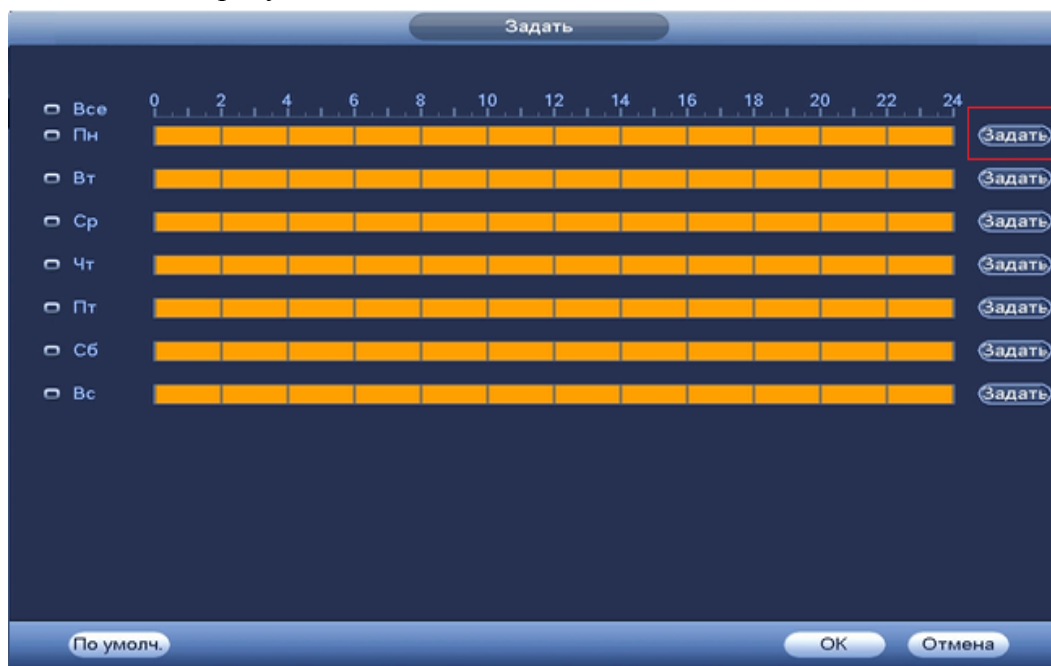 Задать
Все 0 2 4 6 8 10 12 14 16 18 20 22 24
Пн Задать
Вт Задать
Ср Задать
Чт Задать
Пт Задать
Сб Задать
Вс Задать
По умолч. OK Отмена